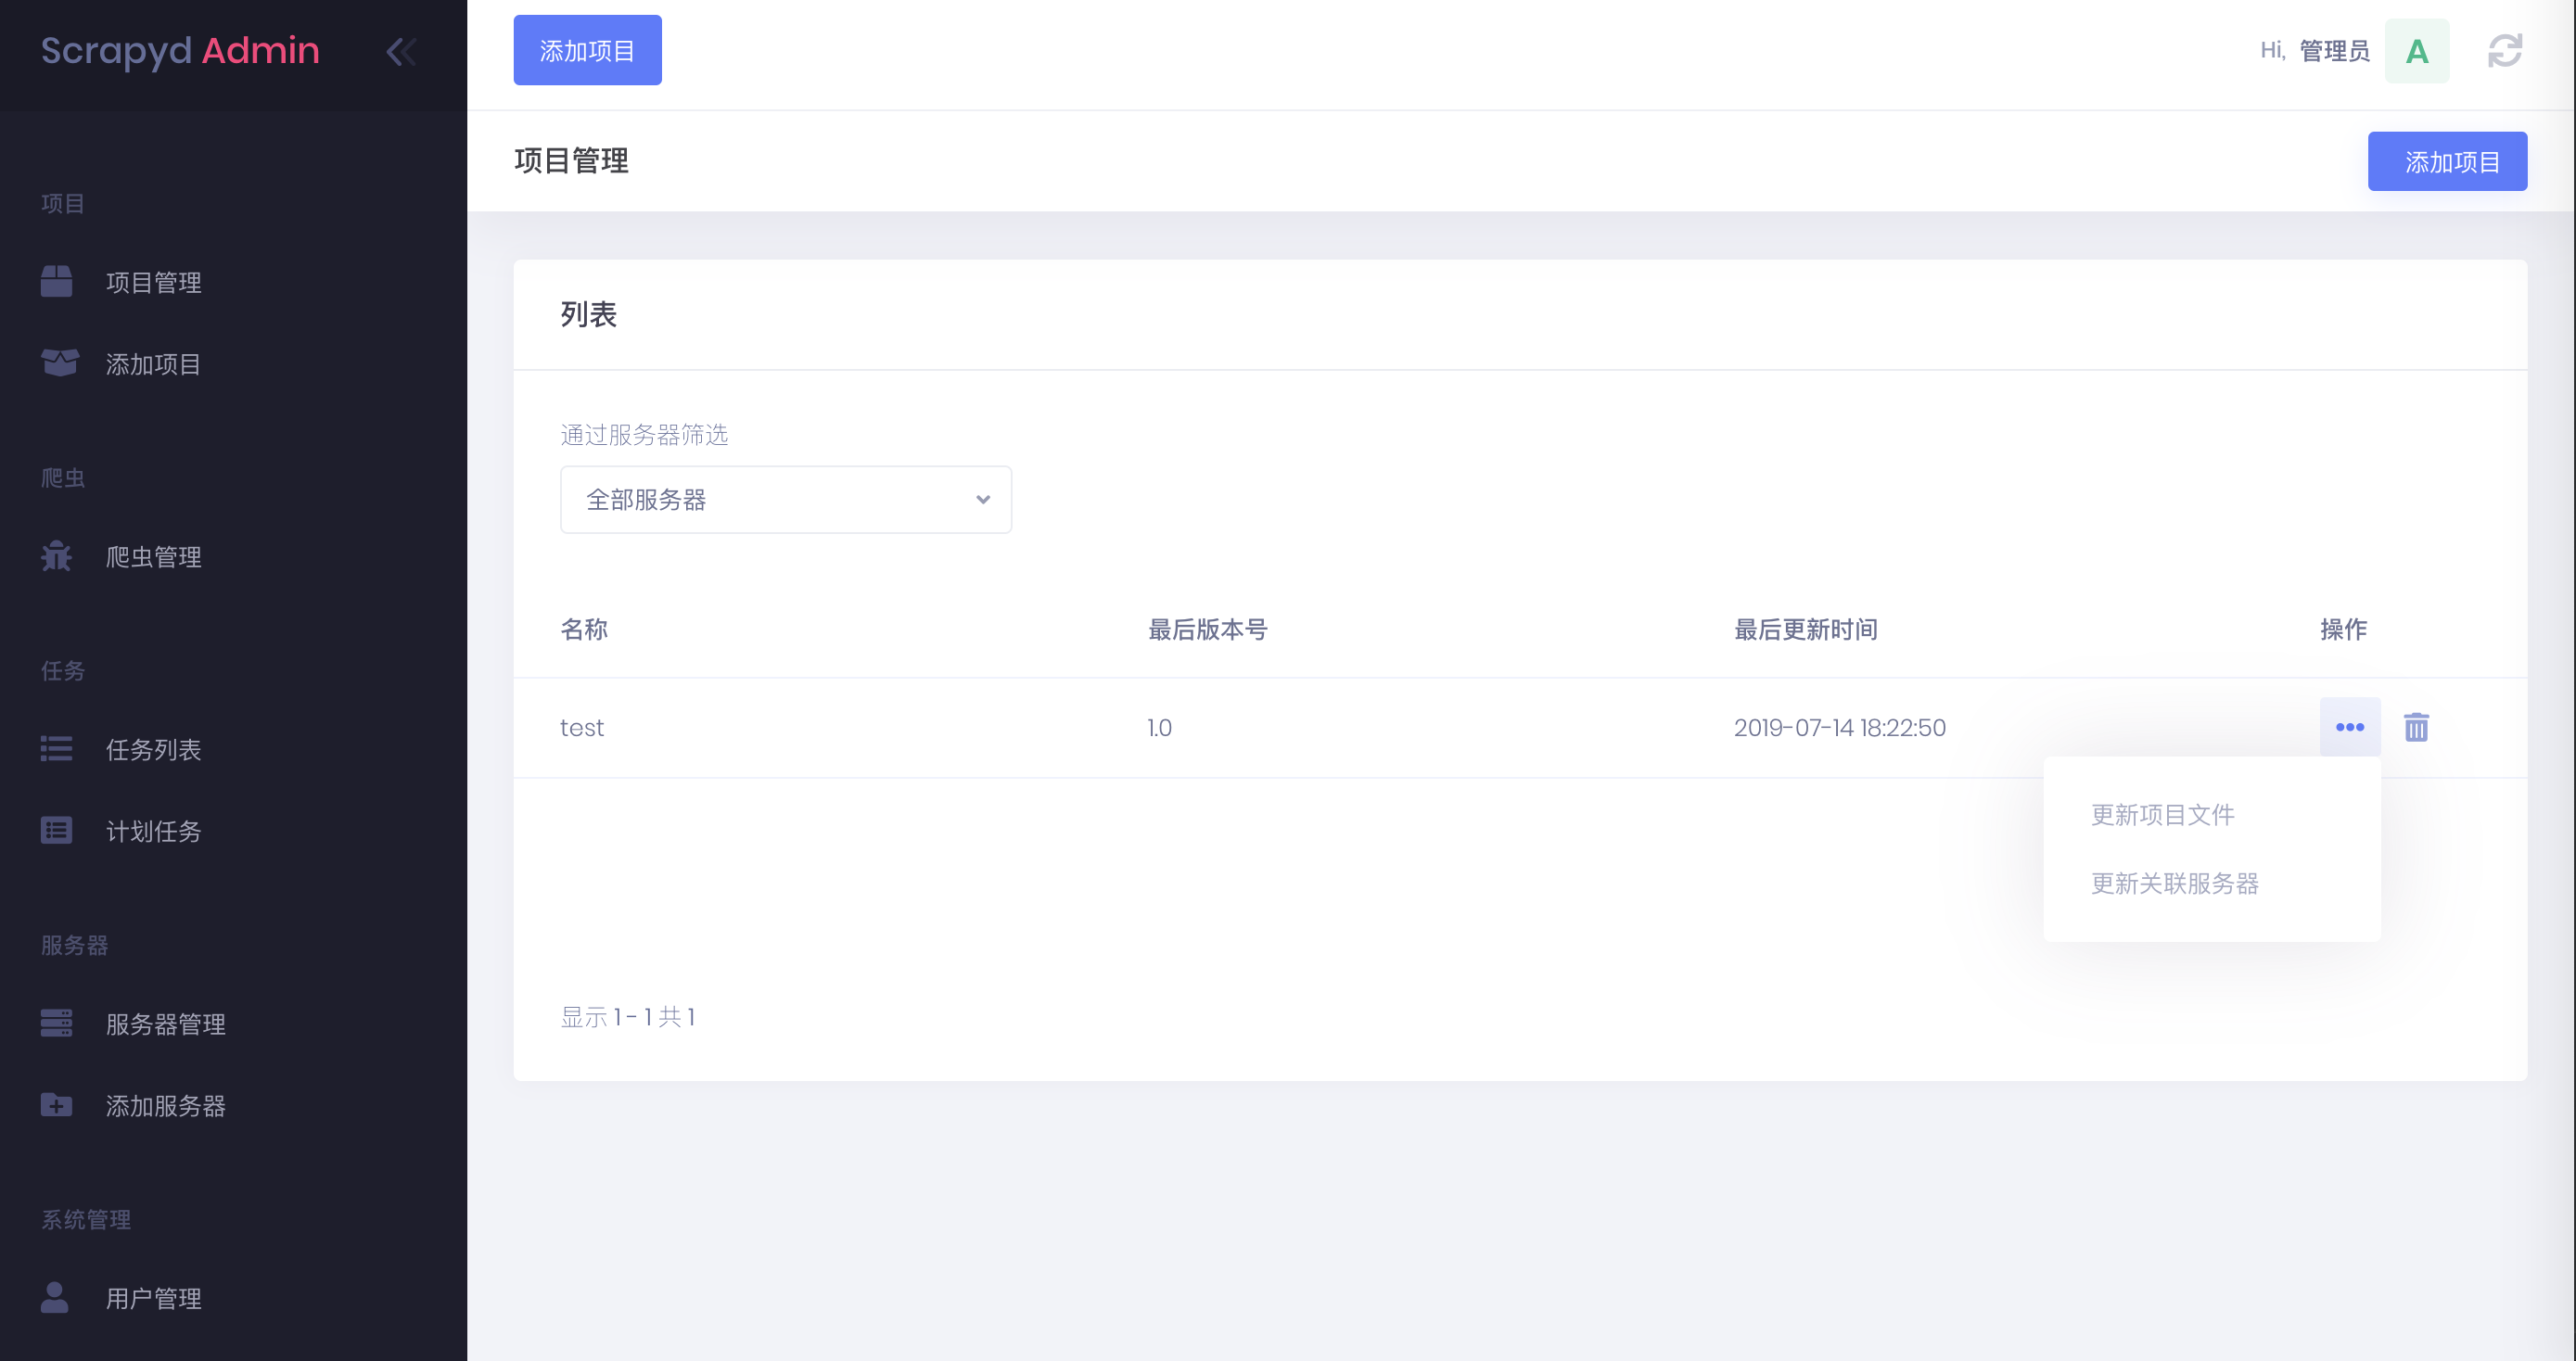 Scrapyd Admin
项目
项目管理
添加项目
爬虫
爬虫管理
任务
任务列表
计划任务
服务器
服务器管理
添加服务器
系统管理
用户管理
添加项目
Hi, 管理员 A
项目管理
添加项目
列表
通过服务器筛选
全部服务器
名称 最后版本号 最后更新时间 操作
test 1.0 2019-07-14 18:22:50
更新项目文件
更新关联服务器
显示 1 - 1 共 1